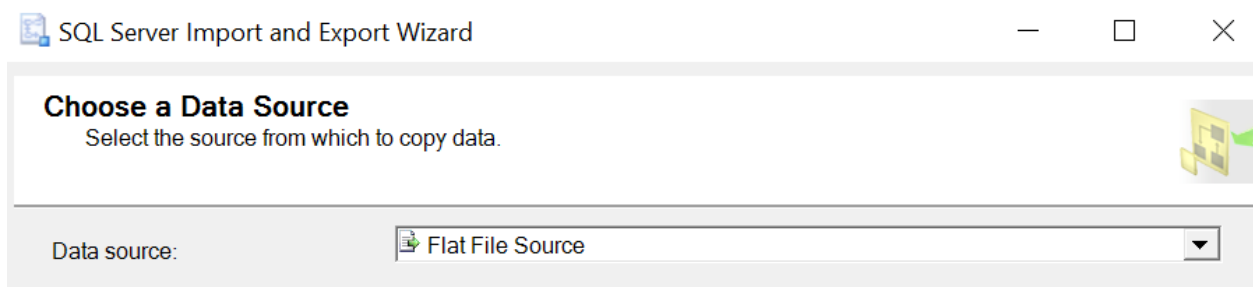 SQL Server Import and Export Wizard
Choose a Data Source
Select the source from which to copy data.
Data source: Flat File Source